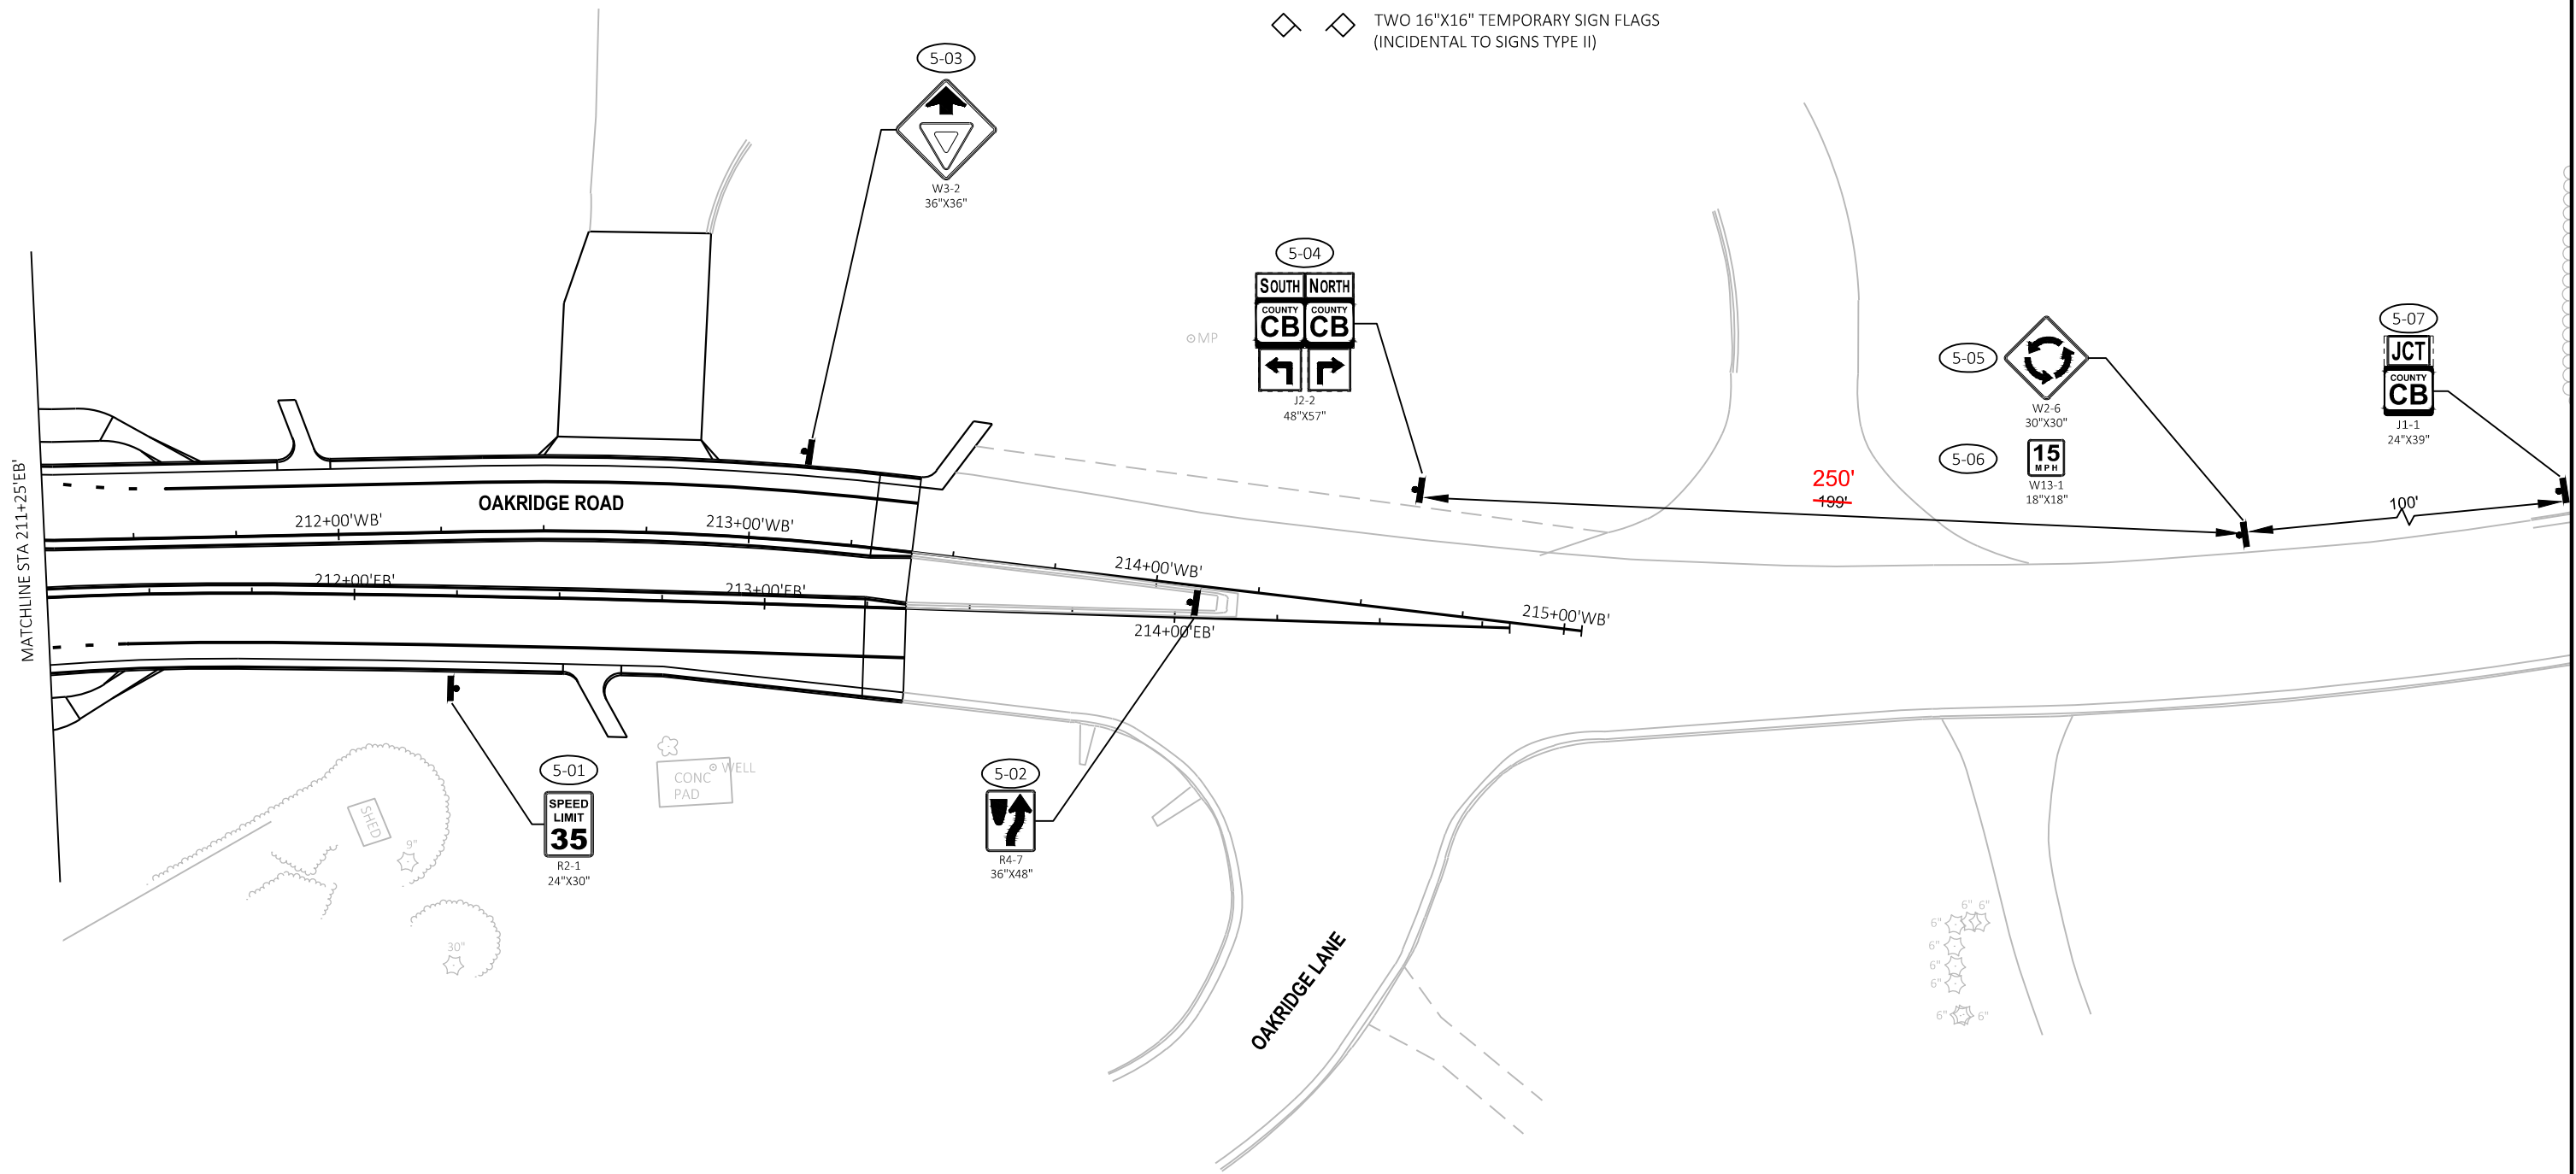 TWO 16"X16" TEMPORARY SIGN FLAGS
(INCIDENTAL TO SIGNS TYPE II)
5-03
W3-2
36"X36"
5-04
SOUTH NORTH
COUNTY COUNTY
CB CB
J2-2
48"X57"
MP
5-05
W2-6
30"X30"
5-06
15
MPH
W13-1
18"X18"
5-07
JCT
COUNTY
CB
J1-1
24"X39"
250'
199'
100'
MATCHLINE STA 211+25'EB'
OAKRIDGE ROAD
212+00'WB'
213+00'WB'
214+00'WB'
215+00'WB'
212+00'EB'
213+00'EB'
214+00'EB'
5-01
SPEED
LIMIT
35
R2-1
24"X30"
CONC
PAD
WELL
SHED
9"
30"
5-02
R4-7
36"X48"
OAKRIDGE LANE
6" 6"
6"
6"
6"
6"
6" 6"